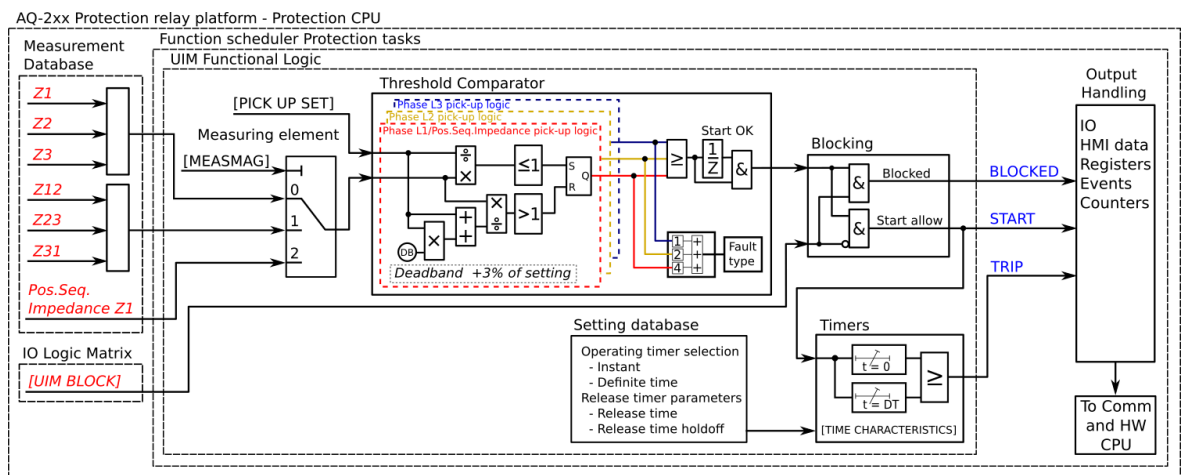 AQ-2xx Protection relay platform - Protection CPU
Function scheduler Protection tasks
UIM Functional Logic
Measurement
Database
Z1
Z2
Z3
Z12
Z23
Z31
Pos.Seq.
Impedance Z1
IO Logic Matrix
[UIM BLOCK]
[PICK UP SET]
Measuring element
[MEASMAG]
0
1
2
Threshold Comparator
Phase L3 pick-up logic
Phase L2 pick-up logic
Phase L1/Pos.Seq.Impedance pick-up logic
÷
×
≤1
S
R
Q
×
÷
>1
+
+
×
DB
Deadband +3% of setting
≥
Start OK
1
Z
&
1 +
2 +
4 +
Fault
type
Blocking
&
Blocked
&
Start allow
BLOCKED
START
TRIP
Setting database
Operating timer selection
- Instant
- Definite time
Release timer parameters
- Release time
- Release time holdoff
Timers
t = 0
t = DT
≥
[TIME CHARACTERISTICS]
Output
Handling
IO
HMI data
Registers
Events
Counters
To Comm
and HW
CPU